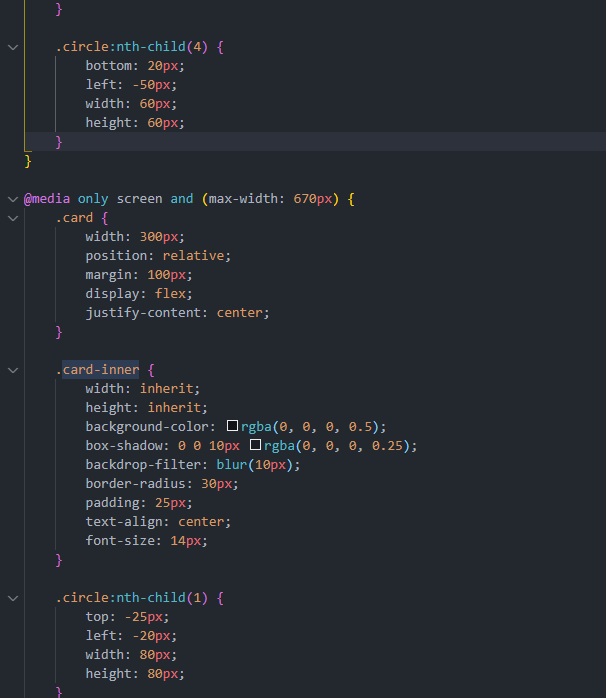 }
.circle:nth-child(4) {
bottom: 20px;
left: -50px;
width: 60px;
height: 60px;
}
}
@media only screen and (max-width: 670px) {
.card {
width: 300px;
position: relative;
margin: 100px;
display: flex;
justify-content: center;
}
.card-inner {
width: inherit;
height: inherit;
background-color: rgba(0, 0, 0, 0.5);
box-shadow: 0 0 10px rgba(0, 0, 0, 0.25);
backdrop-filter: blur(10px);
border-radius: 30px;
padding: 25px;
text-align: center;
font-size: 14px;
}
.circle:nth-child(1) {
top: -25px;
left: -20px;
width: 80px;
height: 80px;
}